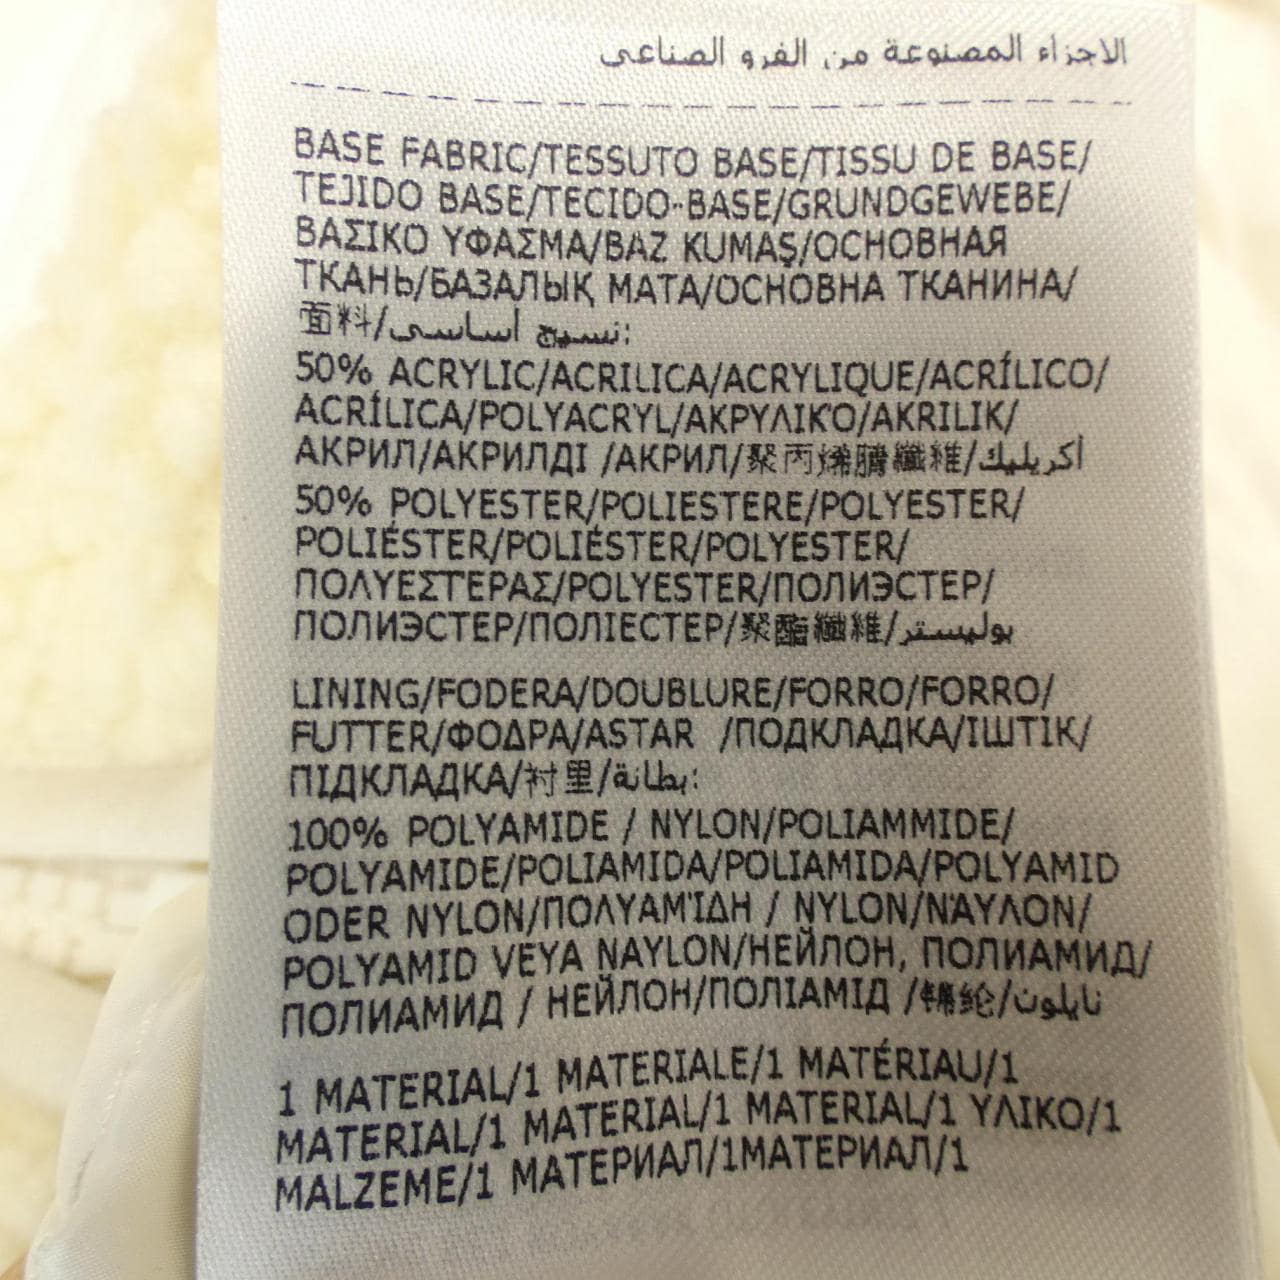 الاجزاء المصنوعة من الفرو الصناعى
BASE FABRIC/TESSUTO BASE/TISSU DE BASE/
TEJIDO BASE/TECIDO-BASE/GRUNDGEWEBE/
ΒΑΣΙΚΟ ΥΦΑΣΜΑ/BAZ KUMAŞ/ОСНОВНАЯ
ТКАНЬ/БАЗАЛЫҚ МАТА/ОСНОВНА ТКАНИНА/
面料/نسيج اساسى:
50% ACRYLIC/ACRILICA/ACRYLIQUE/ACRÍLICO/
ACRÍLICA/POLYACRYL/ΑΚΡΥΛΙΚΌ/AKRILIK/
АКРИЛ/АКРИЛДІ /АКРИЛ/聚丙烯腈纖維/أكريليك
50% POLYESTER/POLIESTERE/POLYESTER/
POLIÉSTER/POLIÉSTER/POLYESTER/
ΠΟΛΥΕΣΤΕΡΑΣ/POLYESTER/ПОЛИЭСТЕР/
ПОЛИЭСТЕР/ПОЛІЕСТЕР/聚酯纖維/بوليستر
LINING/FODERA/DOUBLURE/FORRO/FORRO/
FUTTER/ΦΟΔΡΑ/ASTAR /ПОДКЛАДКА/ІШТІК/
ПІДКЛАДКА/衬里/بطانة:
100% POLYAMIDE / NYLON/POLIAMMIDE/
POLYAMIDE/POLIAMIDA/POLIAMIDA/POLYAMID
ODER NYLON/ΠΟΛΥΑΜΊΔΗ / NYLON/ΝΆΥΛΟΝ/
POLYAMID VEYA NAYLON/НЕЙЛОН, ПОЛИАМИД/
ПОЛИАМИД / НЕЙЛОН/ПОЛІАМІД /锦纶/نايلون
1 MATERIAL/1 MATERIALE/1 MATÉRIAU/1
MATERIAL/1 MATERIAL/1 MATERIAL/1 ΥΛΙΚΟ/1
MALZEME/1 МАТЕРИАЛ/1МАТЕРИАЛ/1